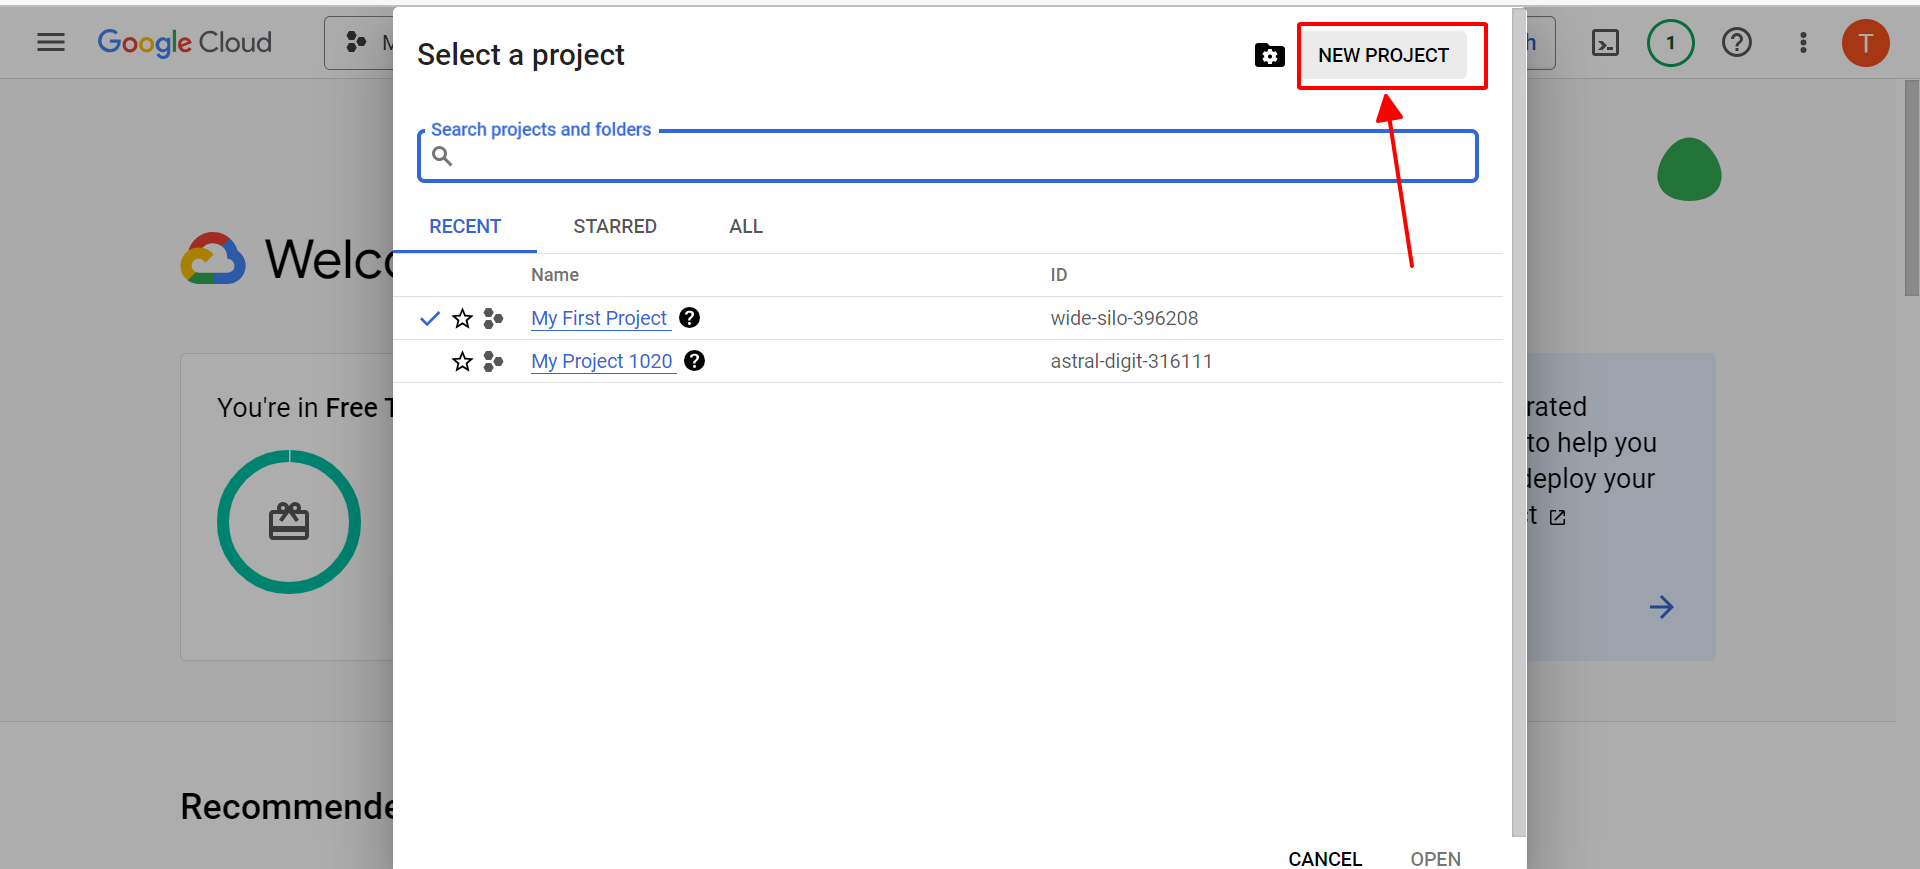 Google Cloud
1
T
Select a project
NEW PROJECT
Search projects and folders
RECENT STARRED ALL
Name ID
My First Project wide-silo-396208
My Project 1020 astral-digit-316111
CANCEL OPEN
Welco
You're in Free T
rated
to help you
deploy your
t
Recommende